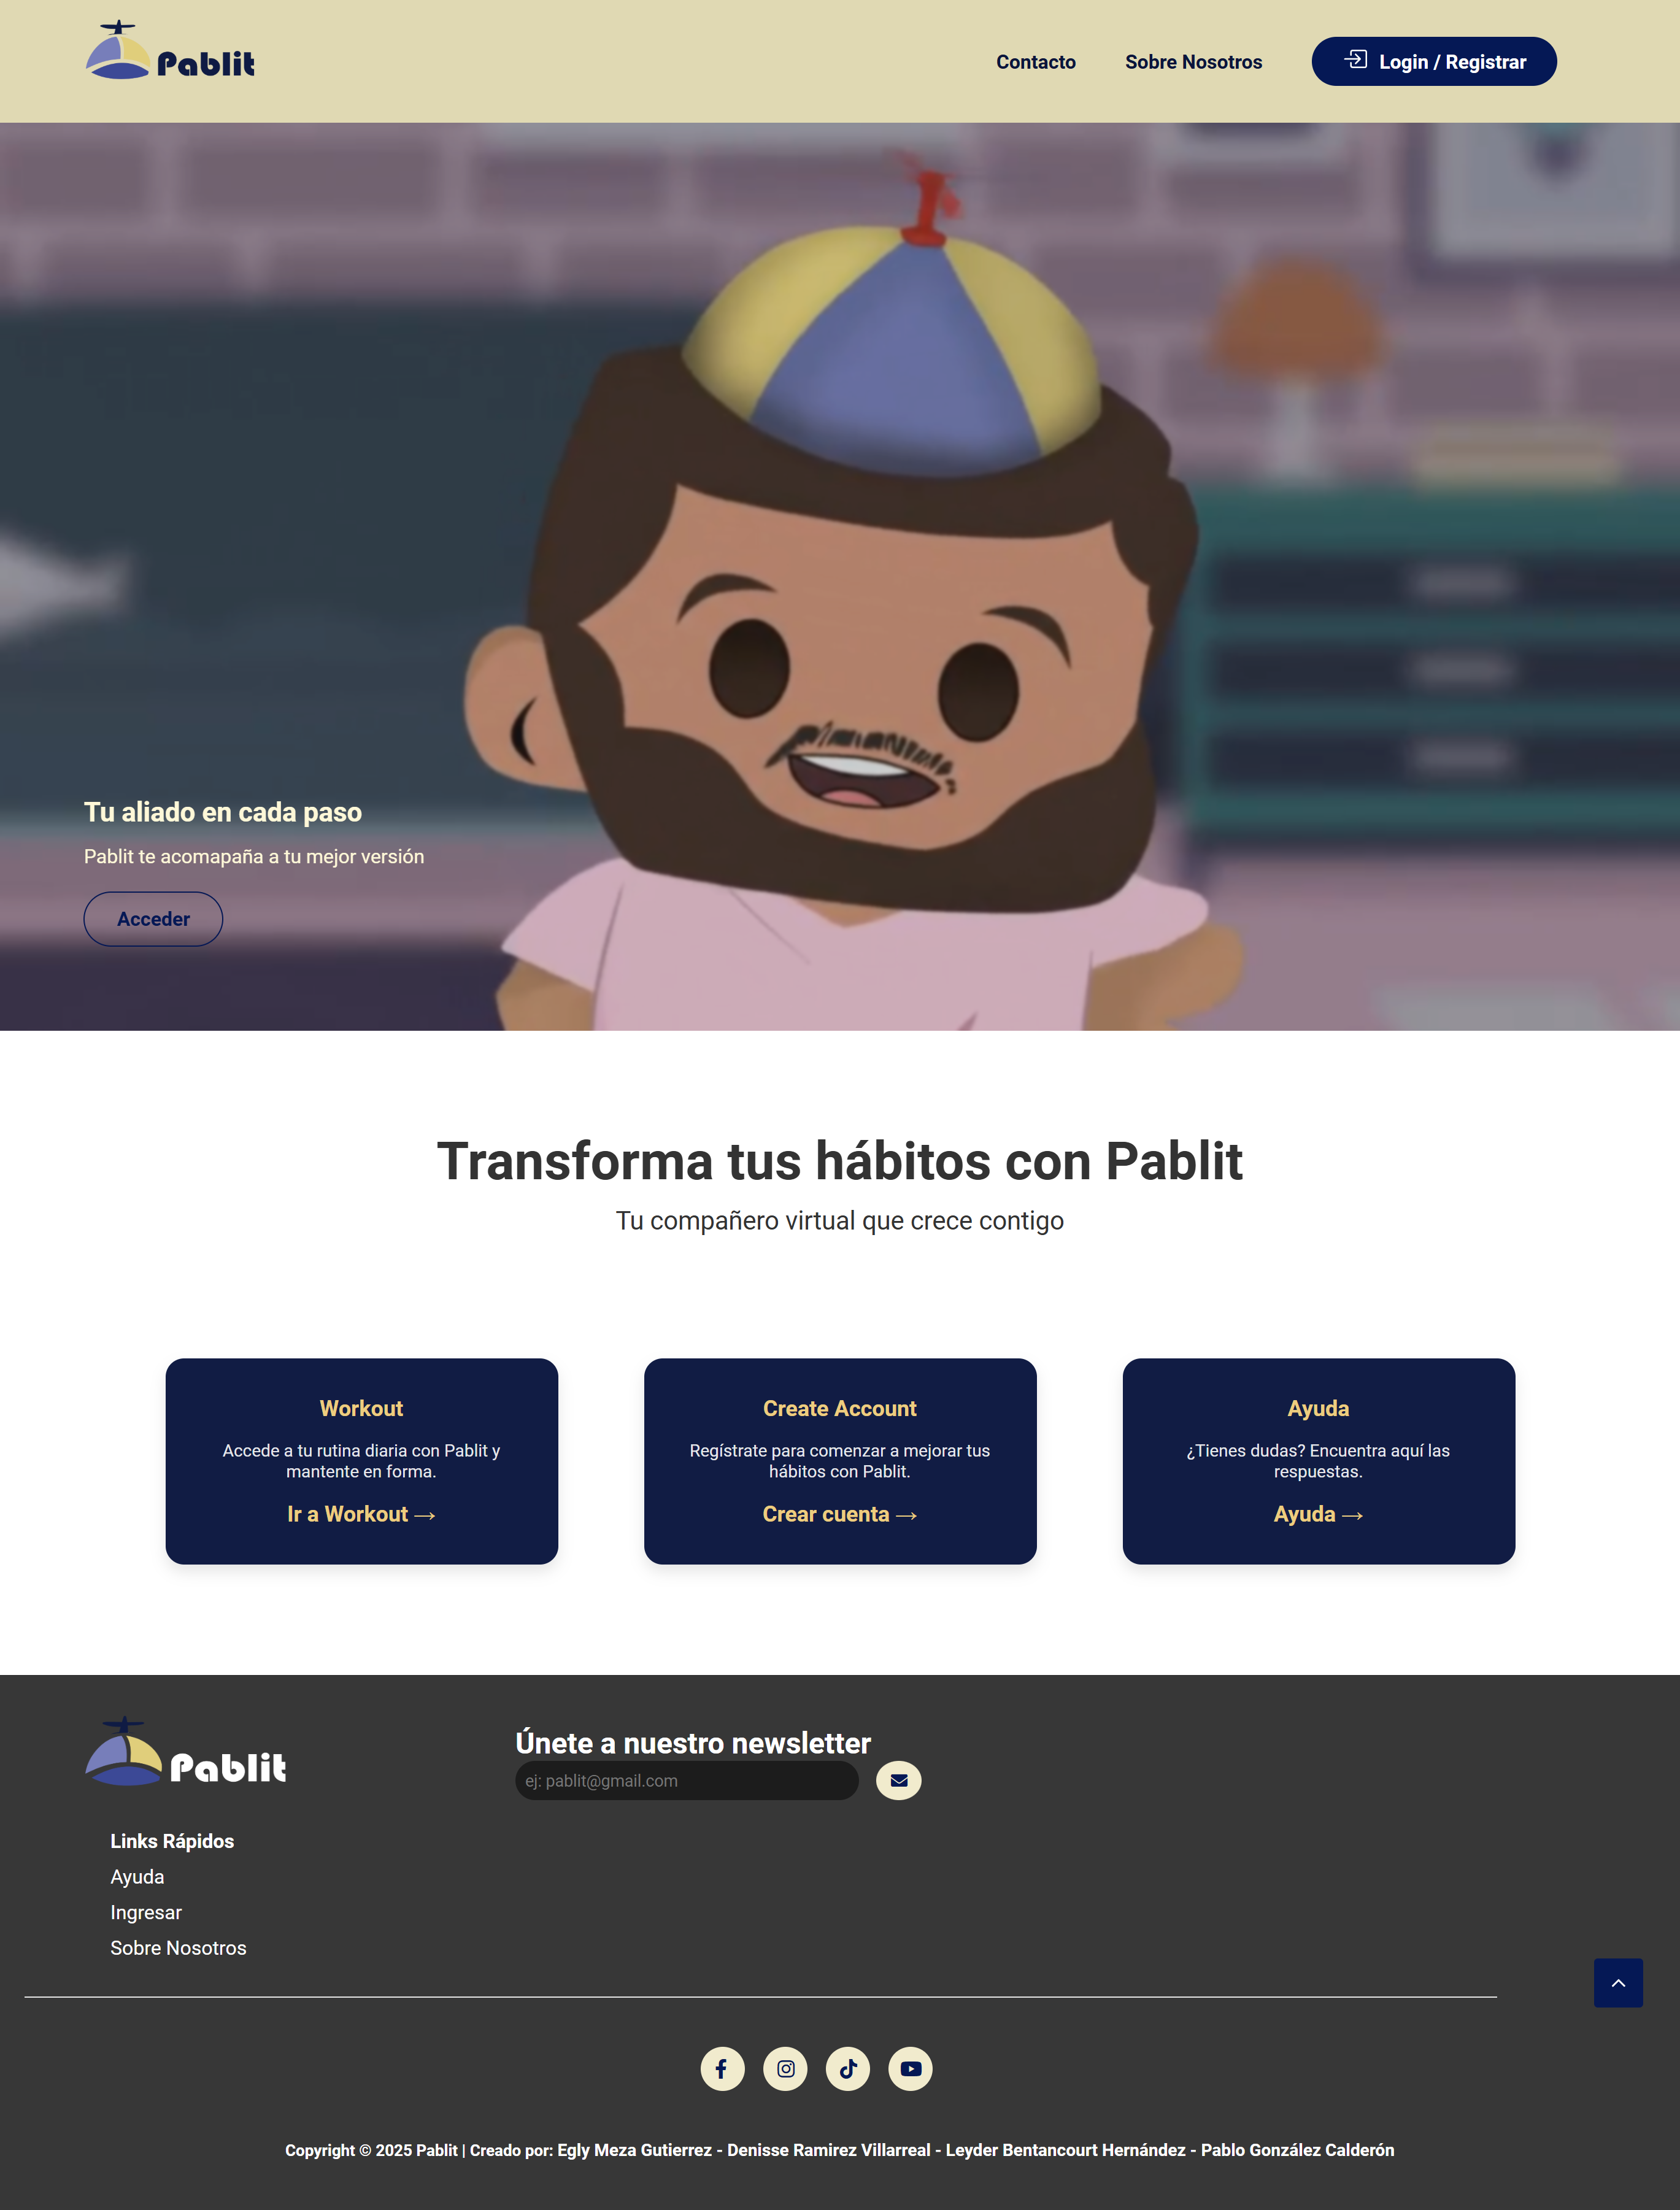 Pablit
Contacto
Sobre Nosotros
Login / Registrar
Tu aliado en cada paso
Pablit te acomapaña a tu mejor versión
Acceder
Transforma tus hábitos con Pablit
Tu compañero virtual que crece contigo
Workout
Accede a tu rutina diaria con Pablit y
mantente en forma.
Ir a Workout →
Create Account
Regístrate para comenzar a mejorar tus
hábitos con Pablit.
Crear cuenta →
Ayuda
¿Tienes dudas? Encuentra aquí las
respuestas.
Ayuda →
Pablit
Únete a nuestro newsletter
ej: pablit@gmail.com
Links Rápidos
Ayuda
Ingresar
Sobre Nosotros
Copyright © 2025 Pablit | Creado por: Egly Meza Gutierrez - Denisse Ramirez Villarreal - Leyder Bentancourt Hernández - Pablo González Calderón